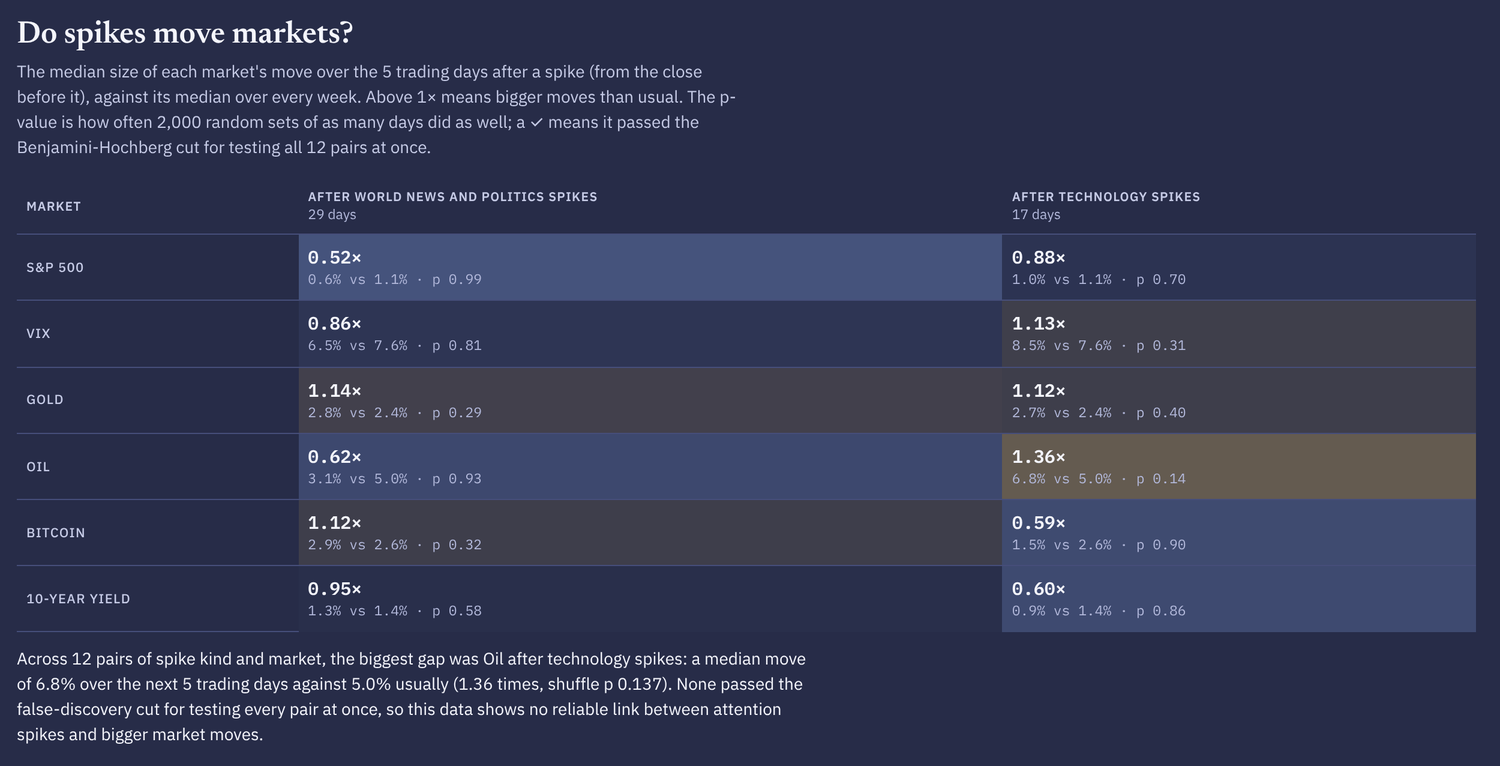 Do spikes move markets?
The median size of each market's move over the 5 trading days after a spike (from the close
before it), against its median over every week. Above 1× means bigger moves than usual. The p-
value is how often 2,000 random sets of as many days did as well; a ✓ means it passed the
Benjamini-Hochberg cut for testing all 12 pairs at once.
MARKET
AFTER WORLD NEWS AND POLITICS SPIKES
29 days
AFTER TECHNOLOGY SPIKES
17 days
S&P 500
0.52×
0.6% vs 1.1% · p 0.99
0.88×
1.0% vs 1.1% · p 0.70
VIX
0.86×
6.5% vs 7.6% · p 0.81
1.13×
8.5% vs 7.6% · p 0.31
GOLD
1.14×
2.8% vs 2.4% · p 0.29
1.12×
2.7% vs 2.4% · p 0.40
OIL
0.62×
3.1% vs 5.0% · p 0.93
1.36×
6.8% vs 5.0% · p 0.14
BITCOIN
1.12×
2.9% vs 2.6% · p 0.32
0.59×
1.5% vs 2.6% · p 0.90
10-YEAR YIELD
0.95×
1.3% vs 1.4% · p 0.58
0.60×
0.9% vs 1.4% · p 0.86
Across 12 pairs of spike kind and market, the biggest gap was Oil after technology spikes: a median move
of 6.8% over the next 5 trading days against 5.0% usually (1.36 times, shuffle p 0.137). None passed the
false-discovery cut for testing every pair at once, so this data shows no reliable link between attention
spikes and bigger market moves.